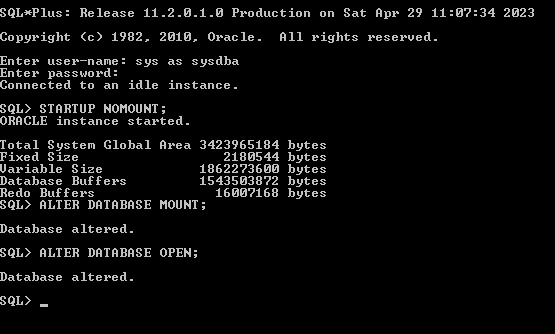 SQL*Plus: Release 11.2.0.1.0 Production on Sat Apr 29 11:07:34 2023
Copyright (c) 1982, 2010, Oracle.  All rights reserved.
Enter user-name: sys as sysdba
Enter password:
Connected to an idle instance.
SQL> STARTUP NOMOUNT;
ORACLE instance started.
Total System Global Area 3423965184 bytes
Fixed Size                  2180544 bytes
Variable Size            1862273600 bytes
Database Buffers         1543503872 bytes
Redo Buffers               16007168 bytes
SQL> ALTER DATABASE MOUNT;
Database altered.
SQL> ALTER DATABASE OPEN;
Database altered.
SQL> _